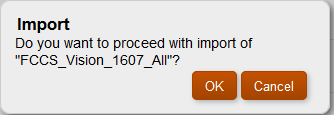 Import
Do you want to proceed with import of
"FCCS_Vision_1607_All"?
OK Cancel